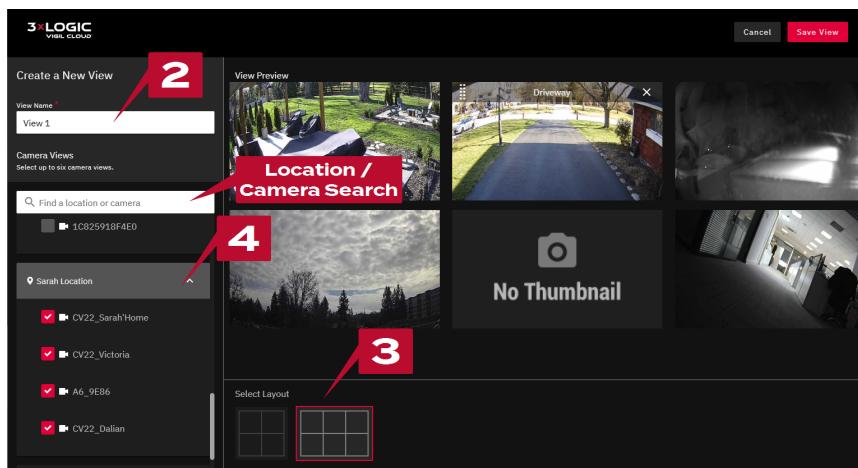 3×LOGIC
VIGIL CLOUD
Cancel
Save View
Create a New View
2
View Name *
View 1
Camera Views
Select up to six camera views.
Location /
Camera Search
Find a location or camera
1C825918F4E0
4
Sarah Location
CV22_Sarah'Home
CV22_Victoria
A6_9E86
CV22_Dalian
View Preview
Driveway
No Thumbnail
3
Select Layout